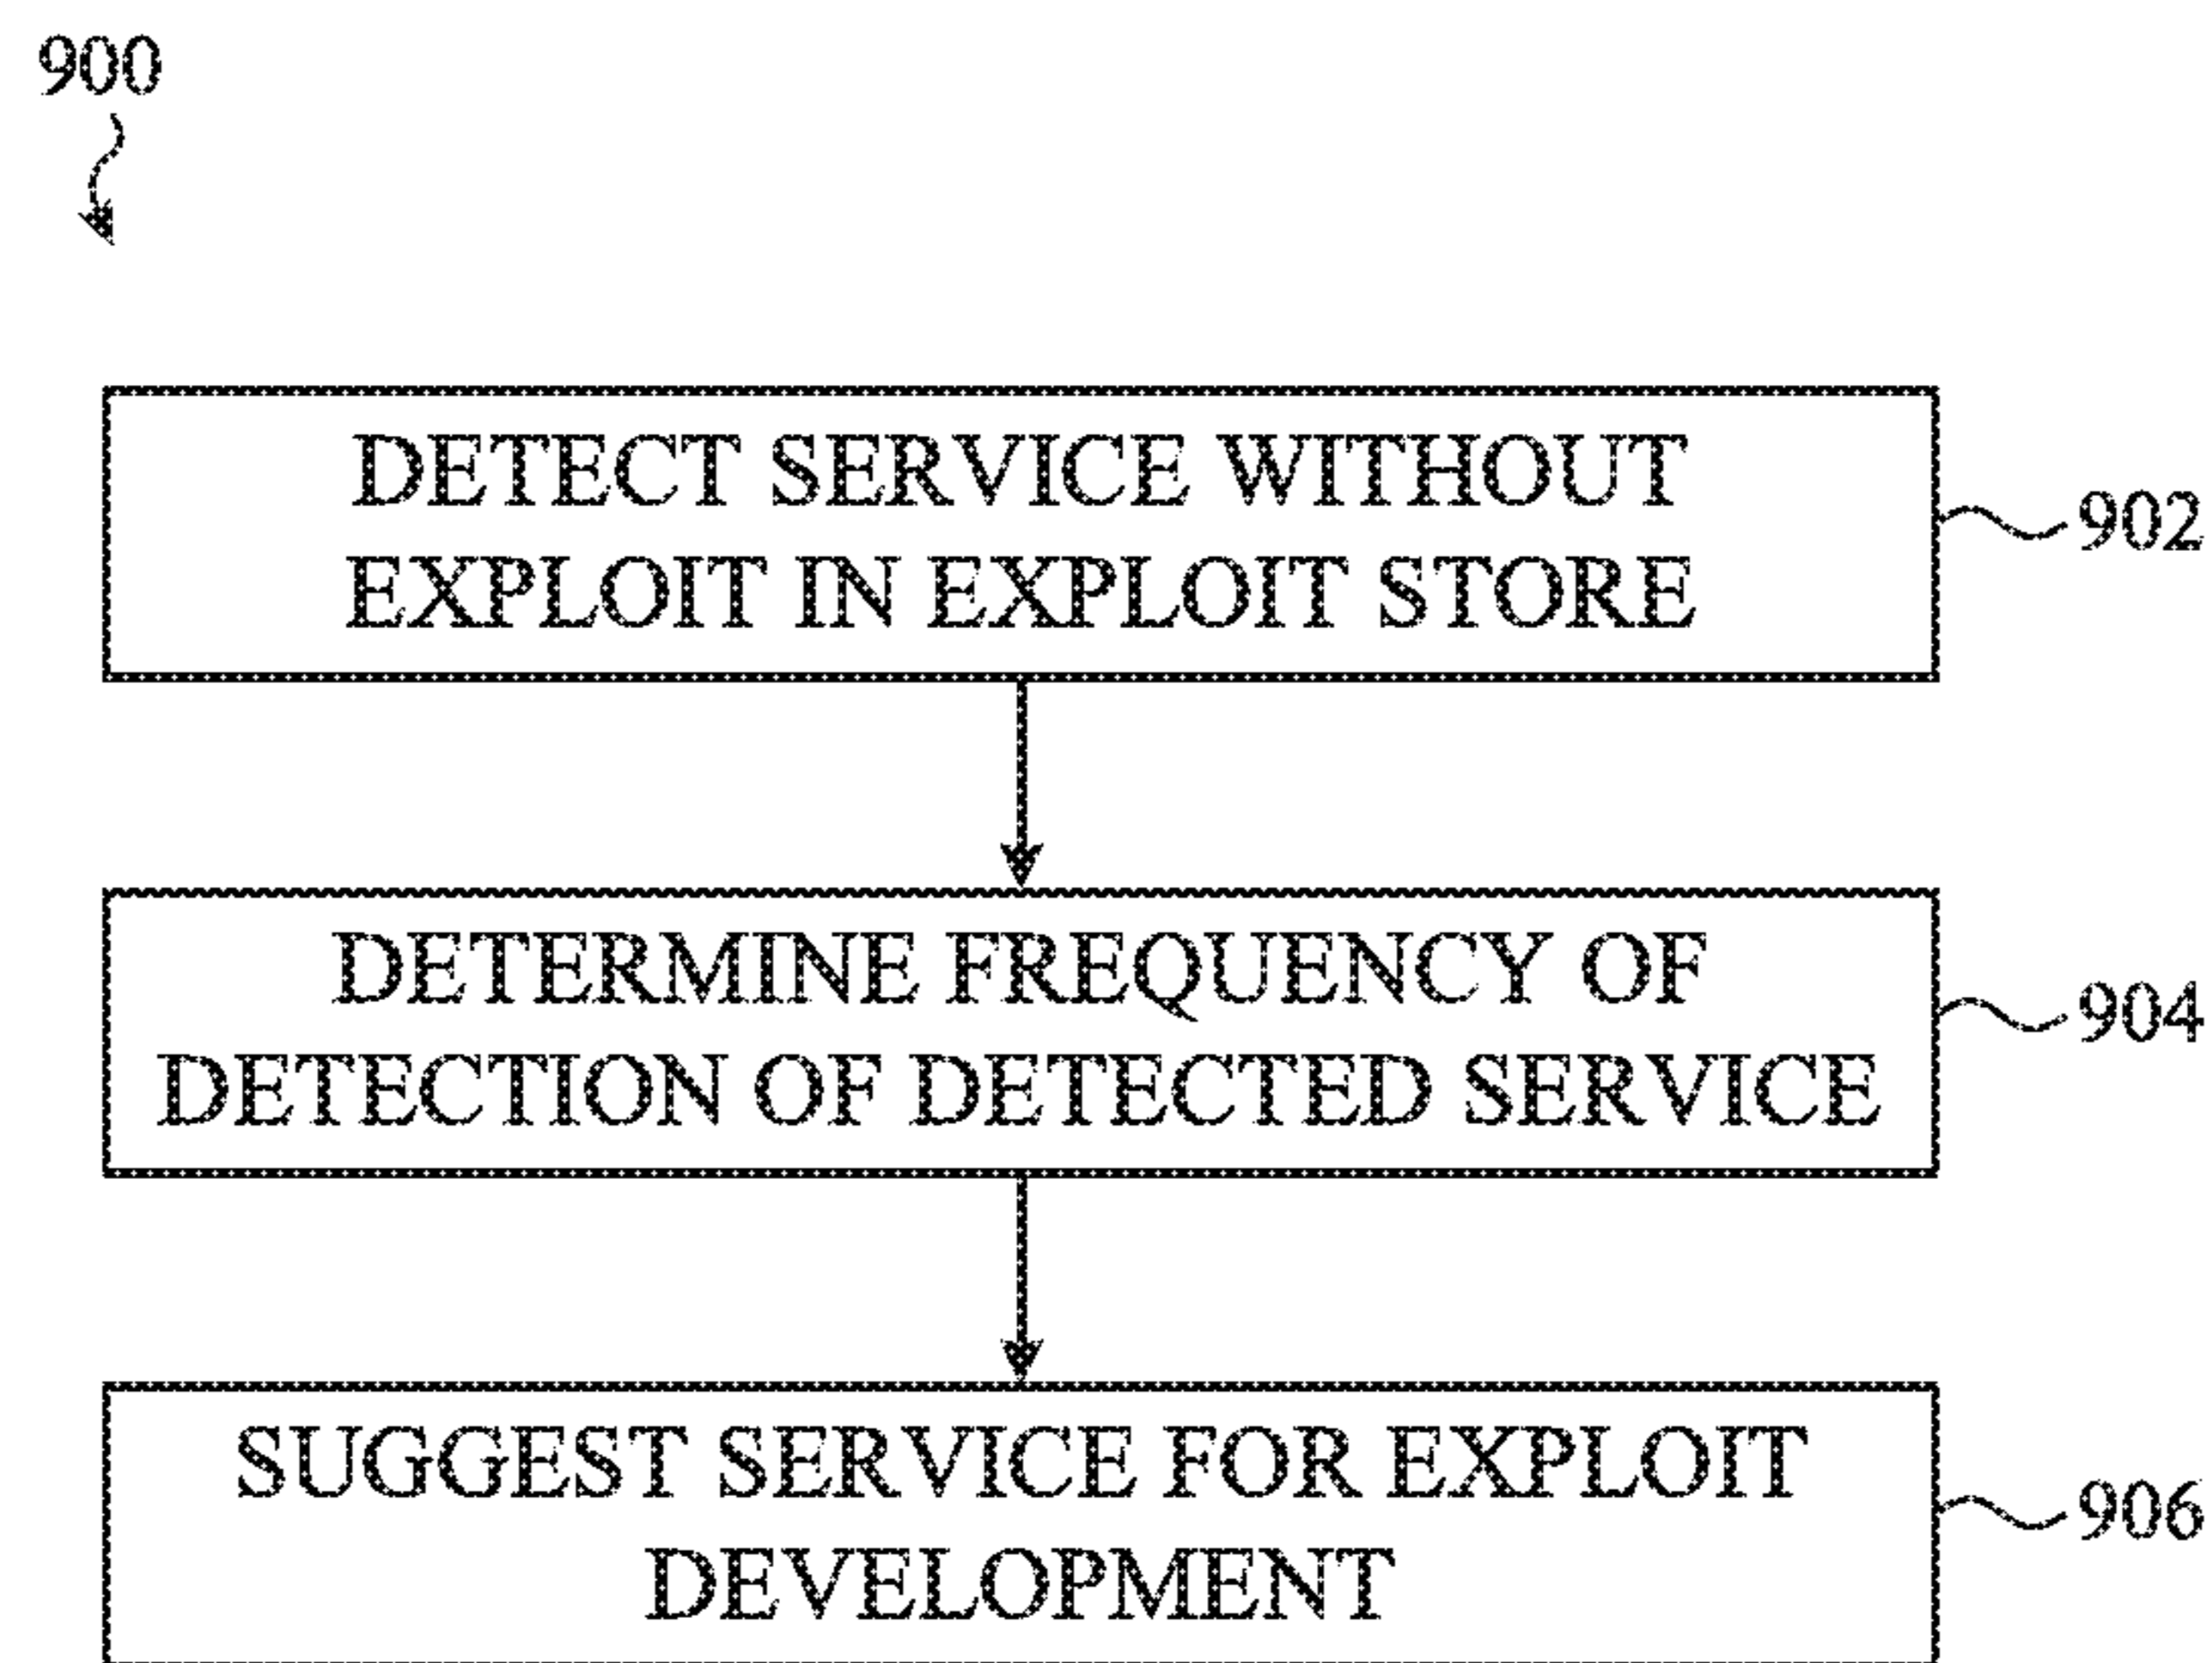 900
DETECT SERVICE WITHOUT
EXPLOIT IN EXPLOIT STORE
902
DETERMINE FREQUENCY OF
DETECTION OF DETECTED SERVICE
904
SUGGEST SERVICE FOR EXPLOIT
DEVELOPMENT
906